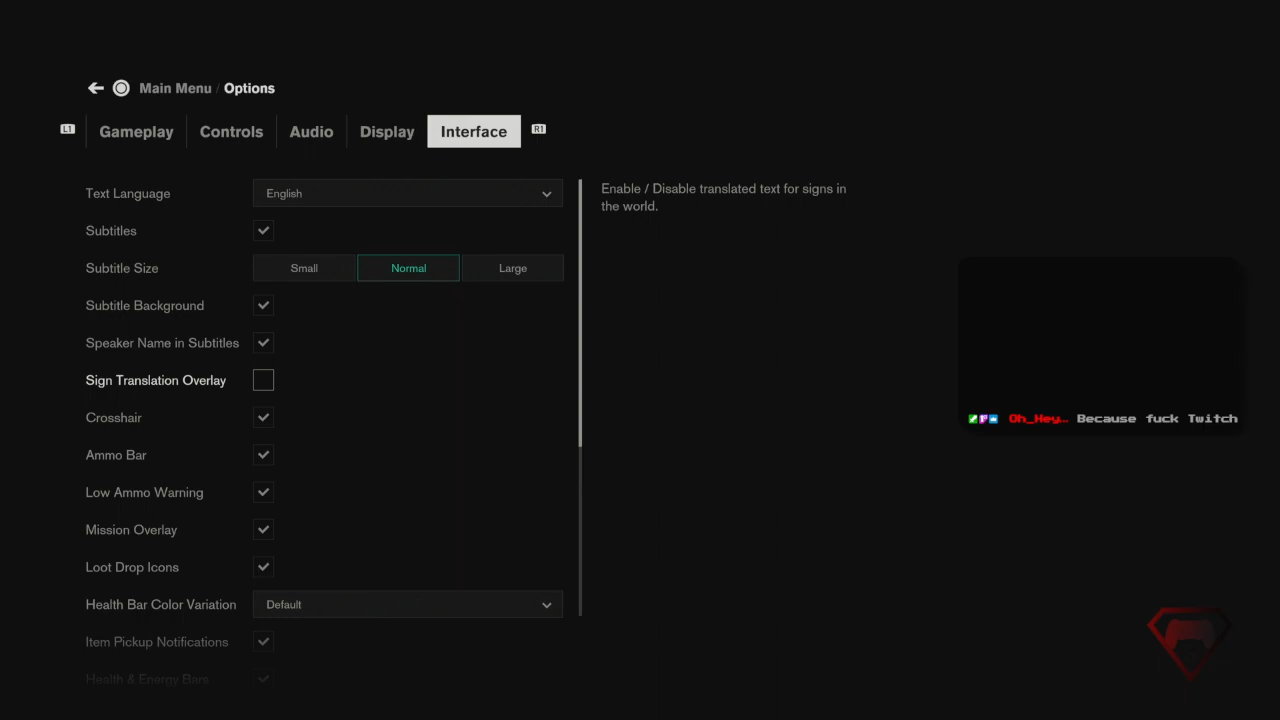 Main Menu / Options
L1 Gameplay Controls Audio Display Interface R1
Text Language English
Enable / Disable translated text for signs in
the world.
Subtitles
Subtitle Size Small Normal Large
Subtitle Background
Speaker Name in Subtitles
Sign Translation Overlay
Crosshair
Oh_Hey… Because fuck Twitch
Ammo Bar
Low Ammo Warning
Mission Overlay
Loot Drop Icons
Health Bar Color Variation Default
Item Pickup Notifications
Health & Energy Bars